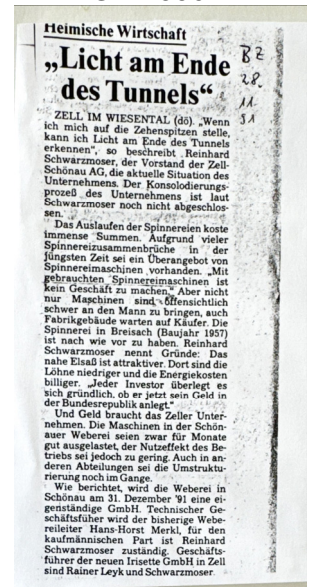 Heimische Wirtschaft
„Licht am Ende
des Tunnels“
BZ
28.
11
91
ZELL IM WIESENTAL (dö). „Wenn
ich mich auf die Zehenspitzen stelle,
kann ich Licht am Ende des Tunnels
erkennen“, so beschreibt Reinhard
Schwarzmoser, der Vorstand der Zell-
Schönau AG, die aktuelle Situation des
Unternehmens. Der Konsolodierungs-
prozeß des Unternehmens ist laut
Schwarzmoser noch nicht abgeschlos-
sen.
Das Auslaufen der Spinnereien koste
immense Summen. Aufgrund vieler
Spinnereizusammenbrüche in der
jüngsten Zeit sei ein Überangebot von
Spinnereimaschinen vorhanden. „Mit
gebrauchten Spinnereimaschinen ist
kein Geschäft zu machen.“ Aber nicht
nur Maschinen sind offensichtlich
schwer an den Mann zu bringen, auch
Fabrikgebäude warten auf Käufer. Die
Spinnerei in Breisach (Baujahr 1957)
ist nach wie vor zu haben. Reinhard
Schwarzmoser nennt Gründe: Das
nahe Elsaß ist attraktiver. Dort sind die
Löhne niedriger und die Energiekosten
billiger. „Jeder Investor überlegt es
sich gründlich, ob er jetzt sein Geld in
der Bundesrepublik anlegt.“
Und Geld braucht das Zeller Unter-
nehmen. Die Maschinen in der Schön-
auer Weberei seien zwar für Monate
gut ausgelastet, der Nutzeffekt des Be-
triebs sei jedoch zu gering. Auch in an-
deren Abteilungen sei die Umstruktu-
rierung noch im Gange.
Wie berichtet, wird die Weberei in
Schönau am 31. Dezember '91 eine ei-
genständige GmbH. Technischer Ge-
schäftsfüher wird der bisherige Webe-
reileiter Hans-Horst Merkl, für den
kaufmännischen Part ist Reinhard
Schwarzmoser zuständig. Geschäfts-
führer der neuen Irisette GmbH in Zell
sind Rainer Leyk und Schwarzmoser.